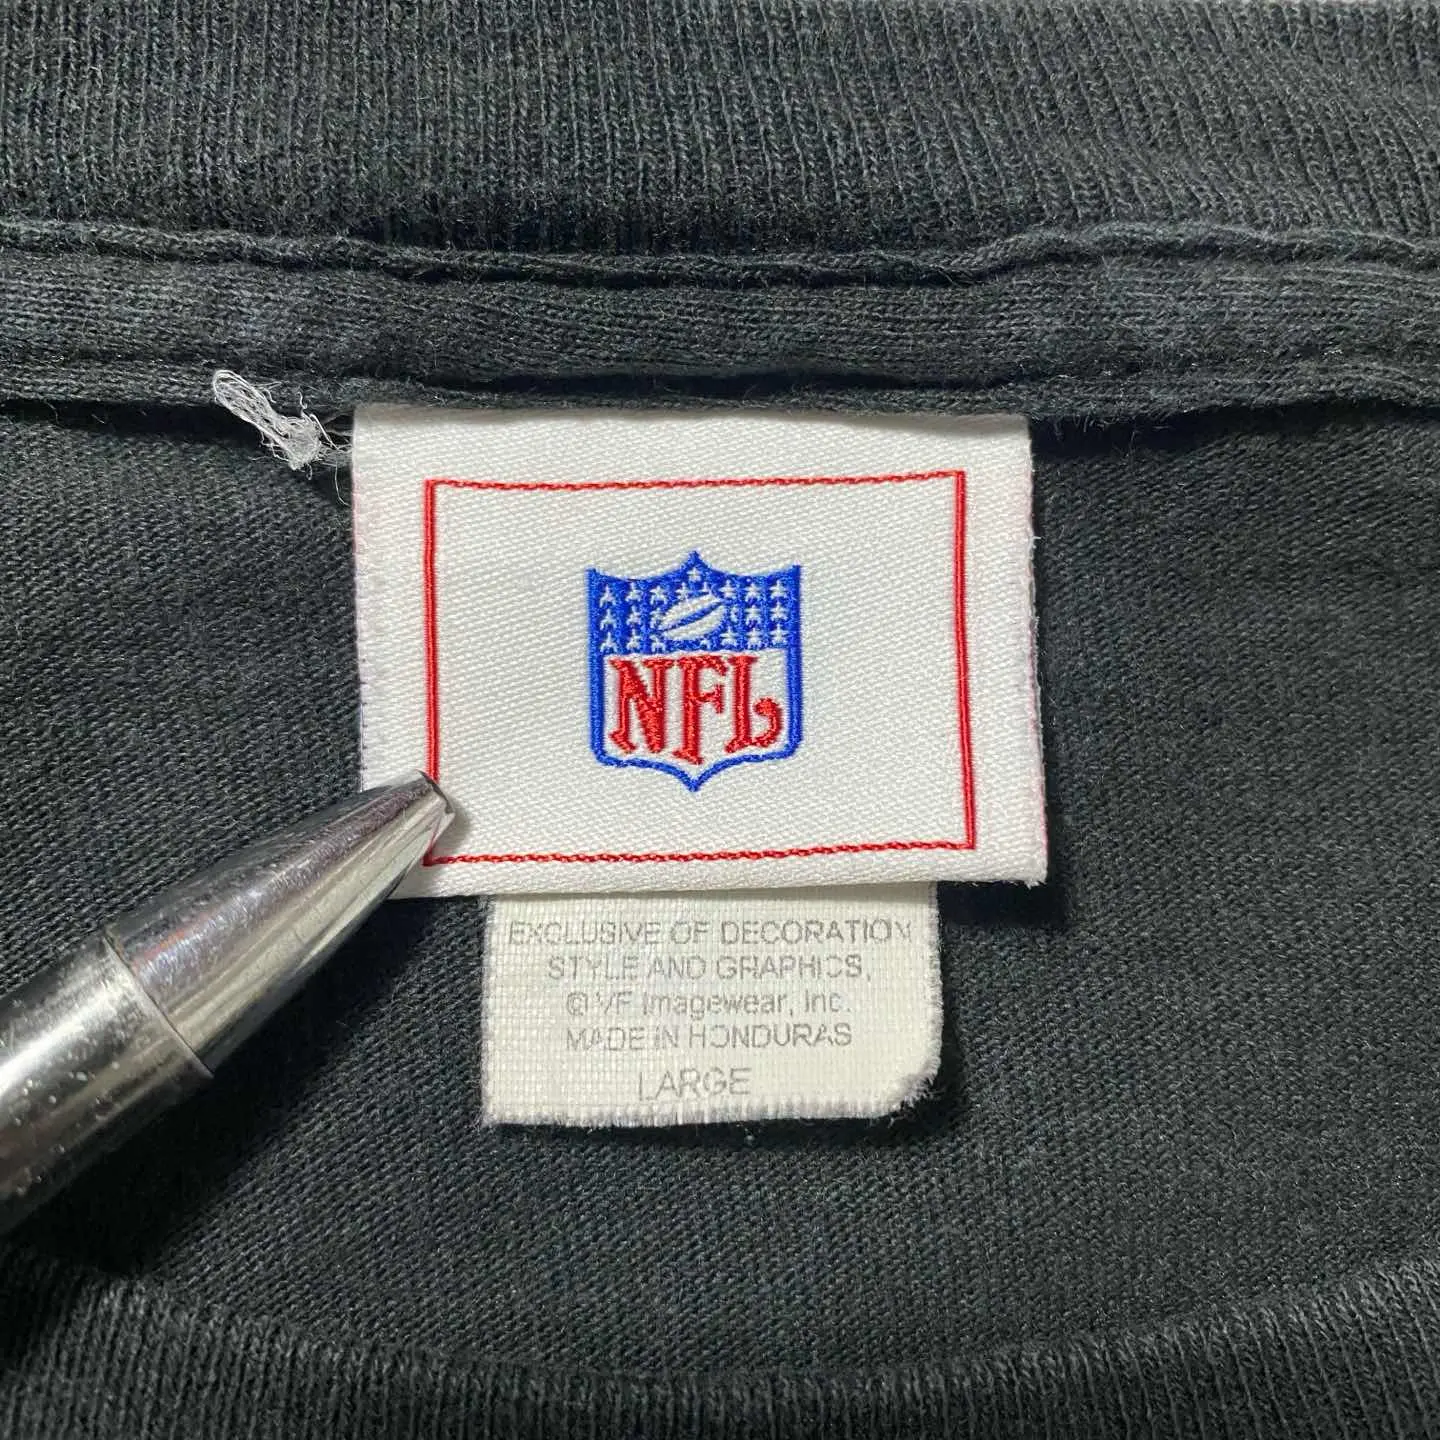 NFL
EXCLUSIVE OF DECORATION
STYLE AND GRAPHICS,
© VF Imagewear, Inc.
MADE IN HONDURAS
LARGE